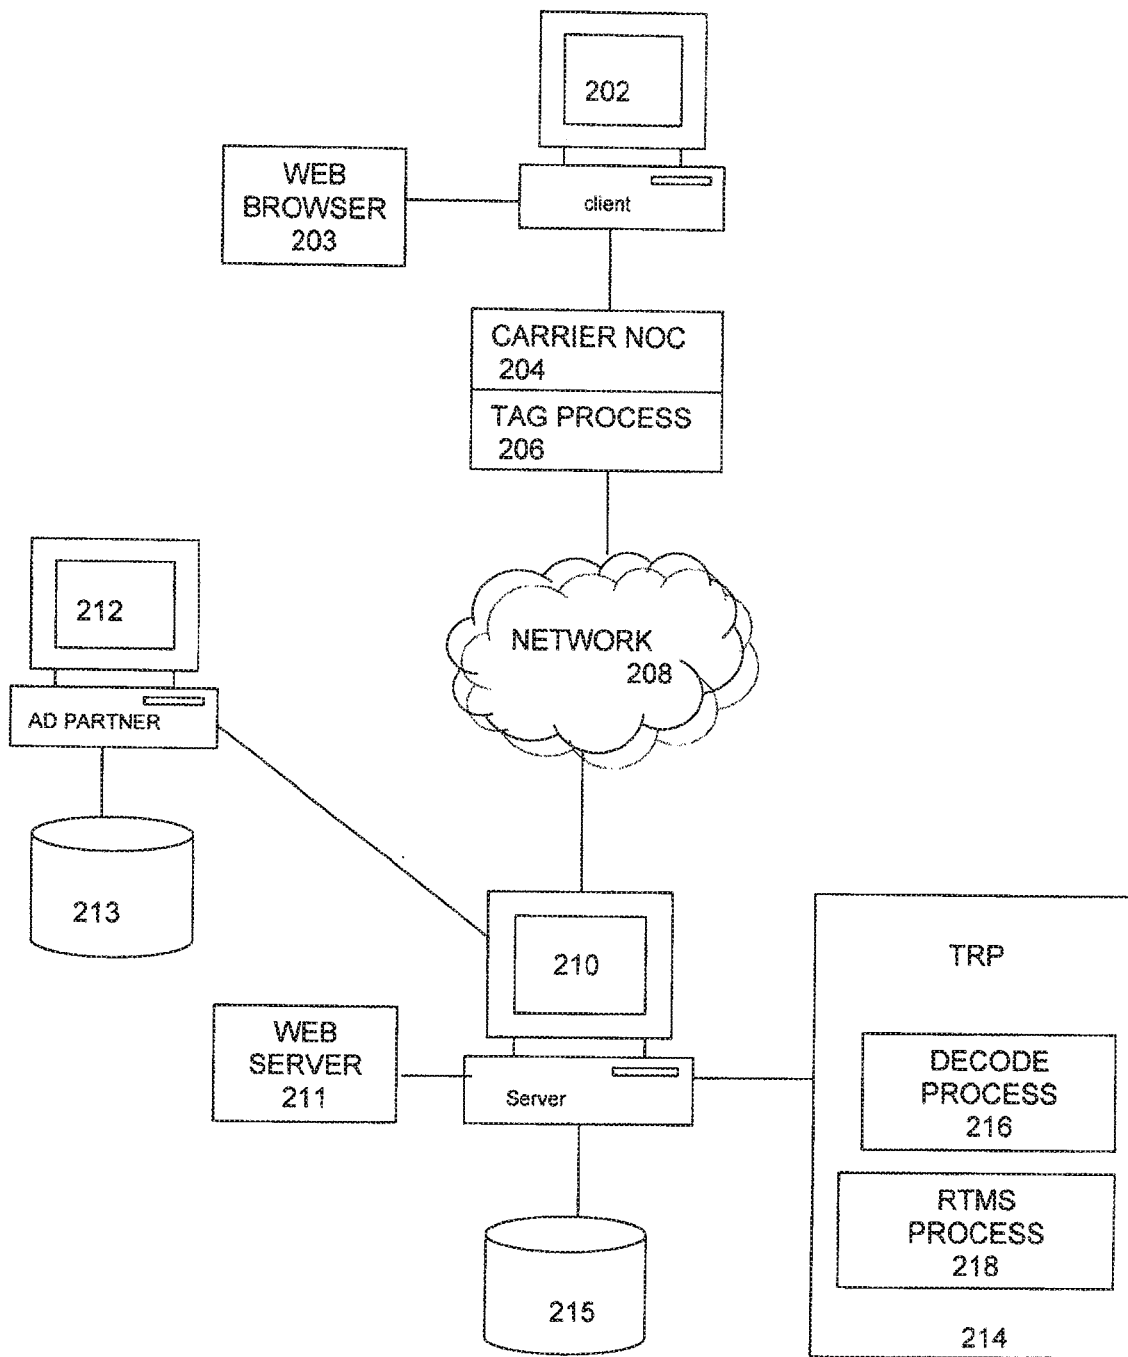 202
client
WEB
BROWSER
203
CARRIER NOC
204
TAG PROCESS
206
NETWORK
208
212
AD PARTNER
213
210
Server
WEB
SERVER
211
215
TRP
DECODE
PROCESS
216
RTMS
PROCESS
218
214